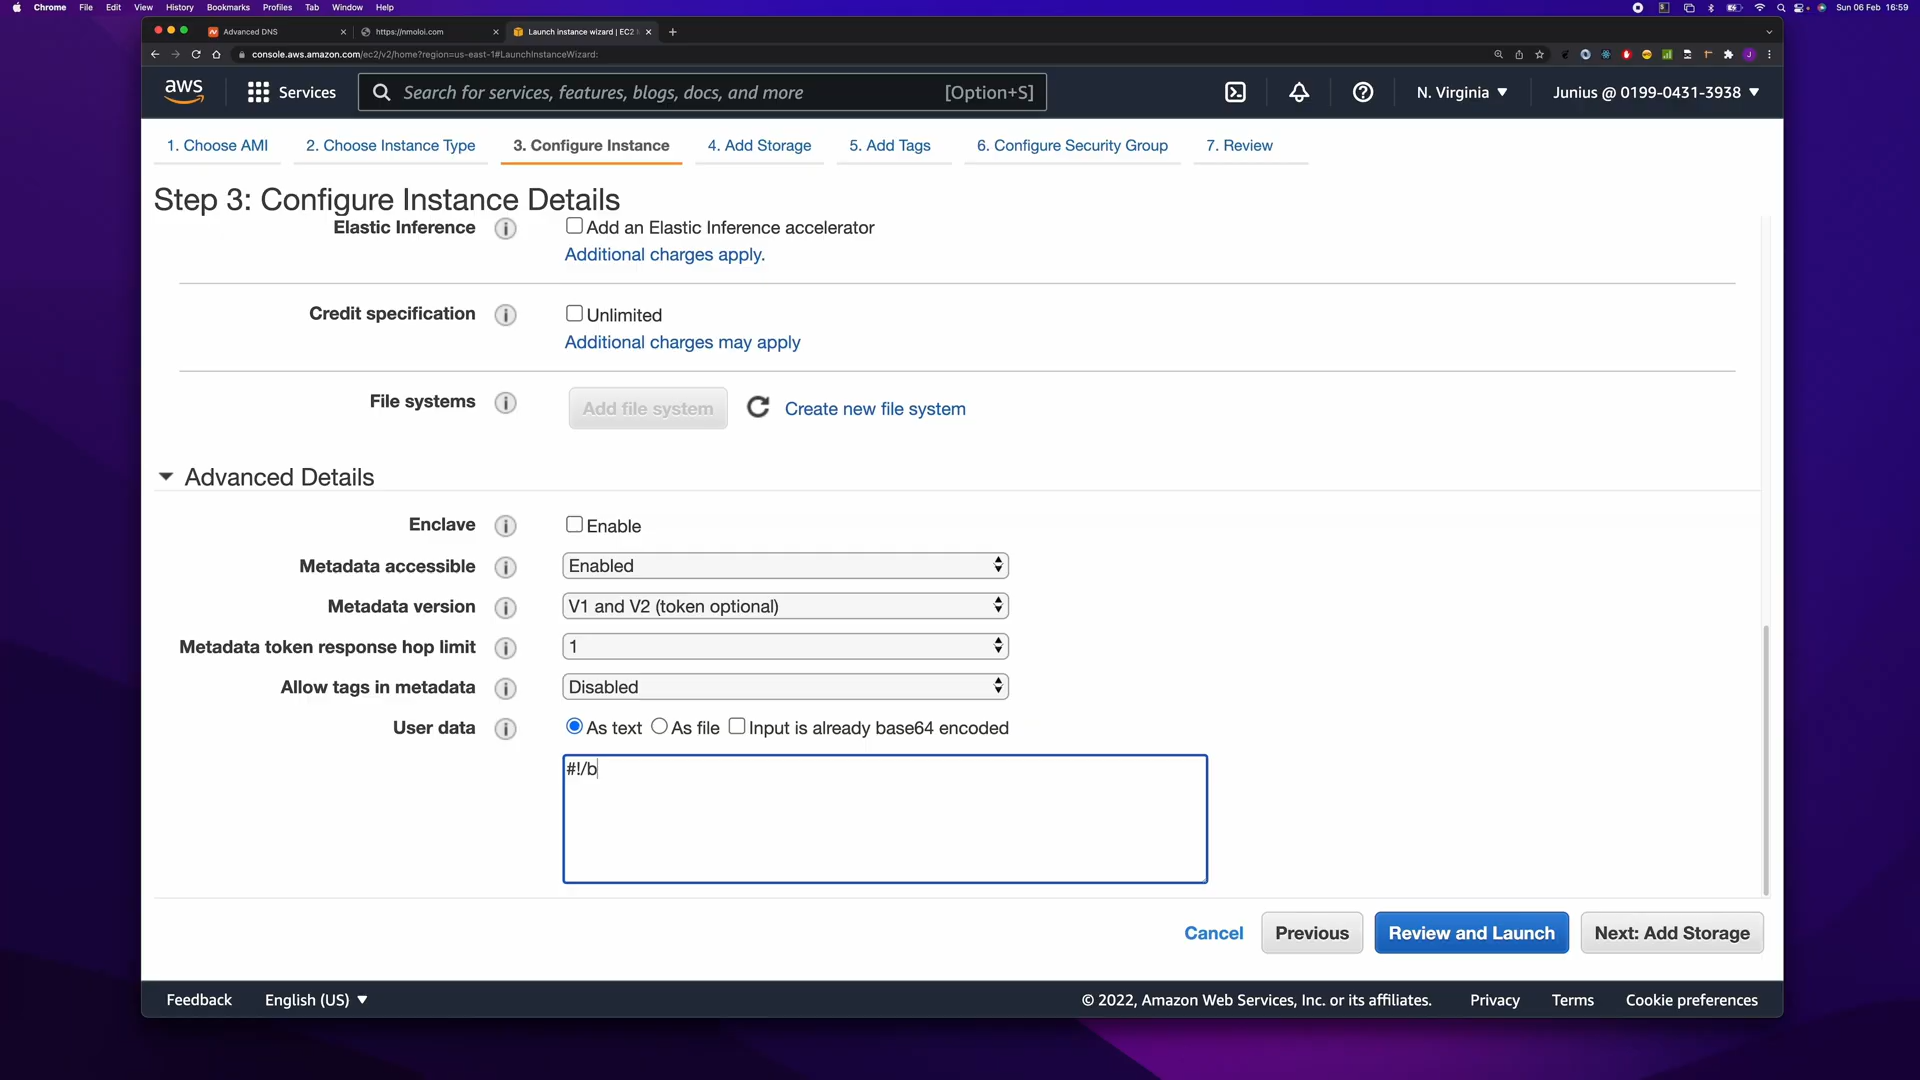 Chrome File Edit View History Bookmarks Profiles Tab Window Help
Sun 06 Feb 16:59
Advanced DNS
https://nmoloi.com
Launch instance wizard | EC2
console.aws.amazon.com/ec2/v2/home?region=us-east-1#LaunchInstanceWizard:
aws
Services
Search for services, features, blogs, docs, and more
[Option+S]
N. Virginia
Junius @ 0199-0431-3938
1. Choose AMI
2. Choose Instance Type
3. Configure Instance
4. Add Storage
5. Add Tags
6. Configure Security Group
7. Review
Step 3: Configure Instance Details
Elastic Inference
Add an Elastic Inference accelerator
Additional charges apply.
Credit specification
Unlimited
Additional charges may apply
File systems
Add file system
Create new file system
Advanced Details
Enclave
Enable
Metadata accessible
Enabled
Metadata version
V1 and V2 (token optional)
Metadata token response hop limit
1
Allow tags in metadata
Disabled
User data
As text
As file
Input is already base64 encoded
#!/b
Cancel
Previous
Review and Launch
Next: Add Storage
Feedback
English (US)
© 2022, Amazon Web Services, Inc. or its affiliates.
Privacy
Terms
Cookie preferences